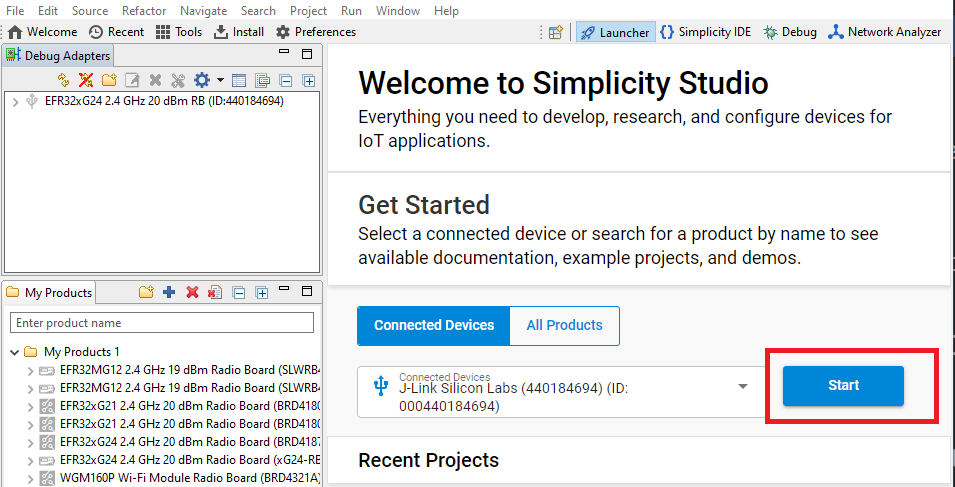 File Edit Source Refactor Navigate Search Project Run Window Help
Welcome Recent Tools Install Preferences Launcher {} Simplicity IDE Debug Network Analyzer
Debug Adapters
EFR32xG24 2.4 GHz 20 dBm RB (ID:440184694)
Welcome to Simplicity Studio
Everything you need to develop, research, and configure devices for
IoT applications.
Get Started
Select a connected device or search for a product by name to see
available documentation, example projects, and demos.
My Products
Enter product name
My Products 1
EFR32MG12 2.4 GHz 19 dBm Radio Board (SLWRB4
EFR32MG12 2.4 GHz 19 dBm Radio Board (SLWRB4
EFR32xG21 2.4 GHz 20 dBm Radio Board (BRD4180
EFR32xG21 2.4 GHz 20 dBm Radio Board (BRD4180
EFR32xG24 2.4 GHz 20 dBm Radio Board (BRD4187
EFR32xG24 2.4 GHz 20 dBm Radio Board (xG24-RB
WGM160P Wi-Fi Module Radio Board (BRD4321A)
Connected Devices All Products
Connected Devices
J-Link Silicon Labs (440184694) (ID:
000440184694)
Start
Recent Projects